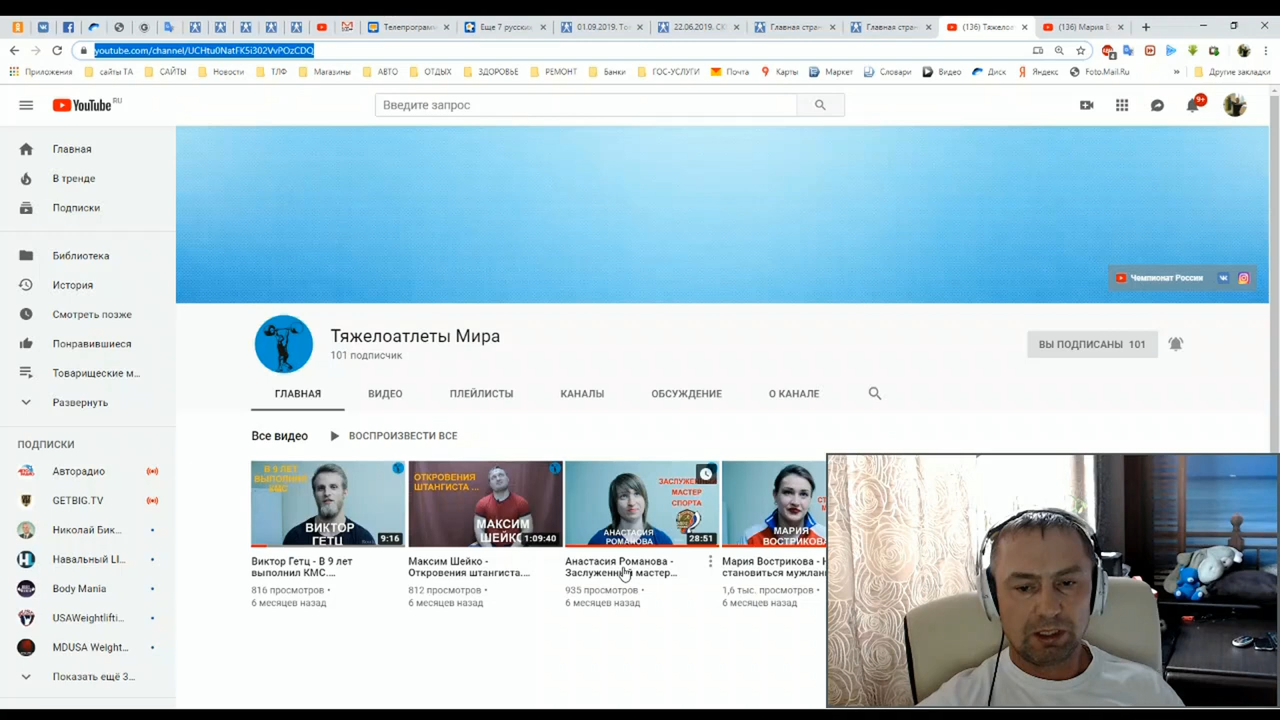 Телепрограмм
Еще 7 русски
01.09.2019. То
22.06.2019. СК
Главная стран
Главная стран
(136) Тяжело
(136) Мария В
youtube.com/channel/UCHtu0NatFK5i302VvPOzCDQ
Приложения
сайты ТА
САЙТЫ
Новости
ТЛФ
Магазины
АВТО
ОТДЫХ
ЗДОРОВЬЕ
РЕМОНТ
Банки
ГОС-УСЛУГИ
Почта
Карты
Маркет
Словари
Видео
Диск
Яндекс
Foto.Mail.Ru
»
Другие закладки
YouTube RU
Введите запрос
9+
Главная
В тренде
Подписки
Библиотека
История
Смотреть позже
Понравившиеся
Товарищеские м...
Развернуть
ПОДПИСКИ
Авторадио
GETBIG.TV
Николай Бик...
Навальный LI...
Body Mania
USAWeightlifti...
MDUSA Weight...
Показать ещё 3...
Чемпионат России
Тяжелоатлеты Мира
101 подписчик
ВЫ ПОДПИСАНЫ 101
ГЛАВНАЯ
ВИДЕО
ПЛЕЙЛИСТЫ
КАНАЛЫ
ОБСУЖДЕНИЕ
О КАНАЛЕ
Все видео
ВОСПРОИЗВЕСТИ ВСЕ
В 9 ЛЕТ
ВЫПОЛНИЛ
КМС
ВИКТОР
ГЕТЦ
9:16
ОТКРОВЕНИЯ
ШТАНГИСТА ...
МАКСИМ
ШЕЙКО
1:09:40
ЗАСЛУЖЕН
МАСТЕР
СПОРТА
АНАСТАСИЯ
РОМАНОВА
28:51
МАРИЯ
ВОСТРИКОВА
Виктор Гетц - В 9 лет
выполнил КМС....
816 просмотров •
6 месяцев назад
Максим Шейко -
Откровения штангиста....
812 просмотров •
6 месяцев назад
Анастасия Романова -
Заслуженный мастер...
935 просмотров •
6 месяцев назад
Мария Вострикова - Н
становиться мужлан
1,6 тыс. просмотров •
6 месяцев назад